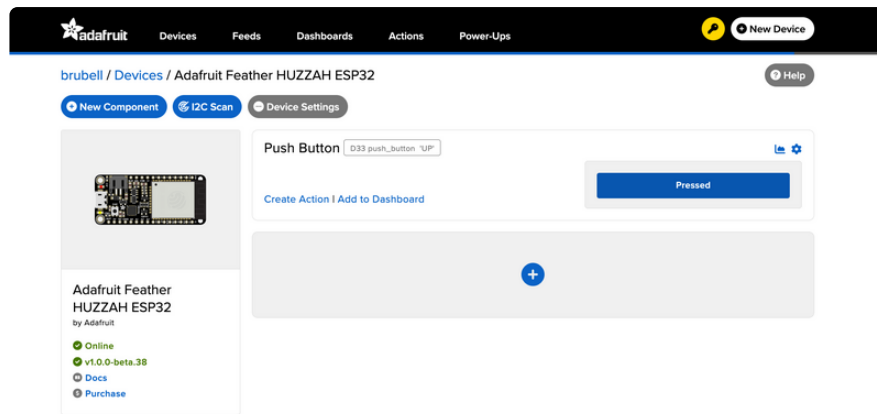 adafruit Devices Feeds Dashboards Actions Power-Ups New Device
brubell / Devices / Adafruit Feather HUZZAH ESP32 Help
New Component I2C Scan Device Settings
Push Button D33 push_button 'UP'
Pressed
Create Action | Add to Dashboard
Adafruit Feather
HUZZAH ESP32
by Adafruit
Online
v1.0.0-beta.38
Docs
Purchase